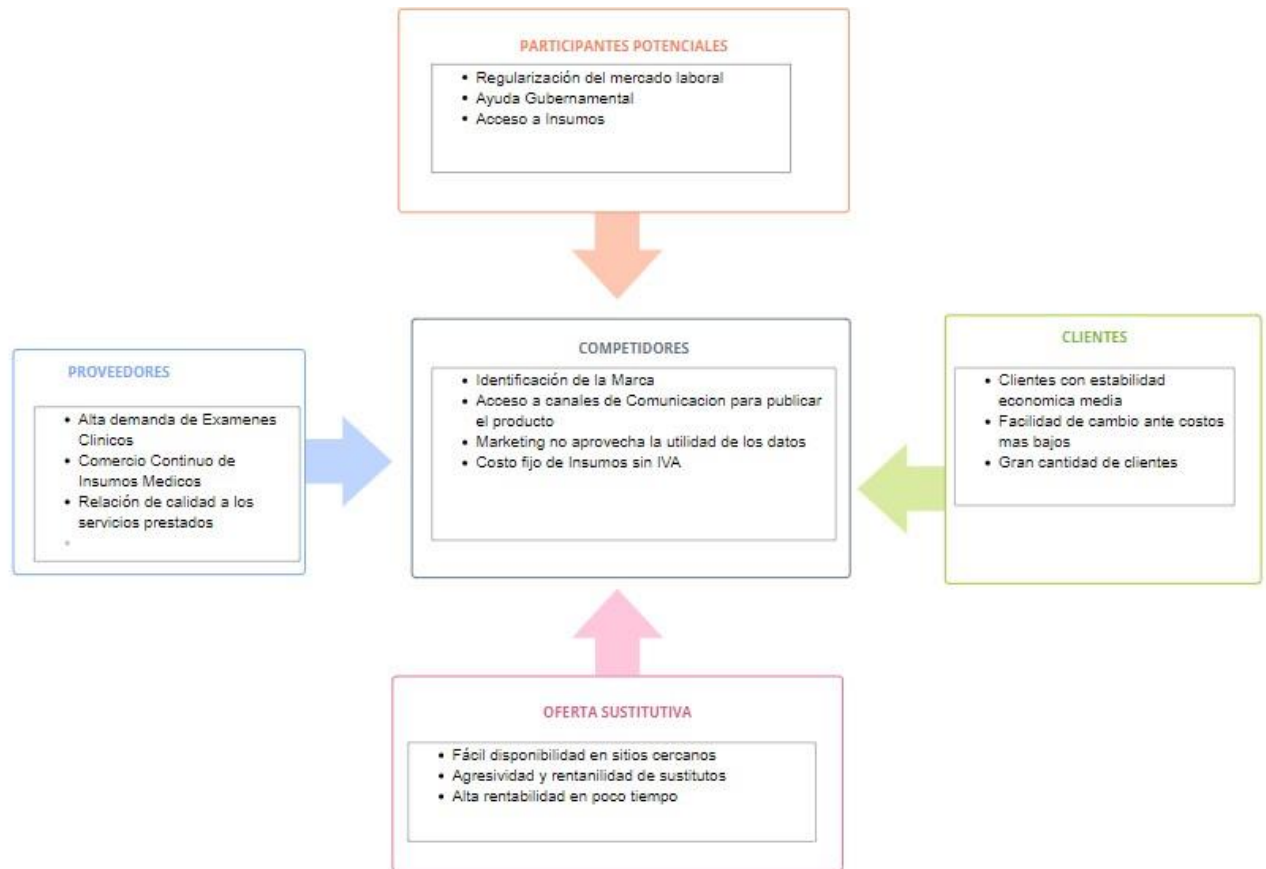 PARTICIPANTES POTENCIALES
• Regularización del mercado laboral
• Ayuda Gubernamental
• Acceso a Insumos
PROVEEDORES
• Alta demanda de Examenes
Clinicos
• Comercio Continuo de
Insumos Medicos
• Relación de calidad a los
servicios prestados
COMPETIDORES
• Identificación de la Marca
• Acceso a canales de Comunicacion para publicar
el producto
• Marketing no aprovecha la utilidad de los datos
• Costo fijo de Insumos sin IVA
CLIENTES
• Clientes con estabilidad
economica media
• Facilidad de cambio ante costos
mas bajos
• Gran cantidad de clientes
OFERTA SUSTITUTIVA
• Fácil disponibilidad en sitios cercanos
• Agresividad y rentanilidad de sustitutos
• Alta rentabilidad en poco tiempo